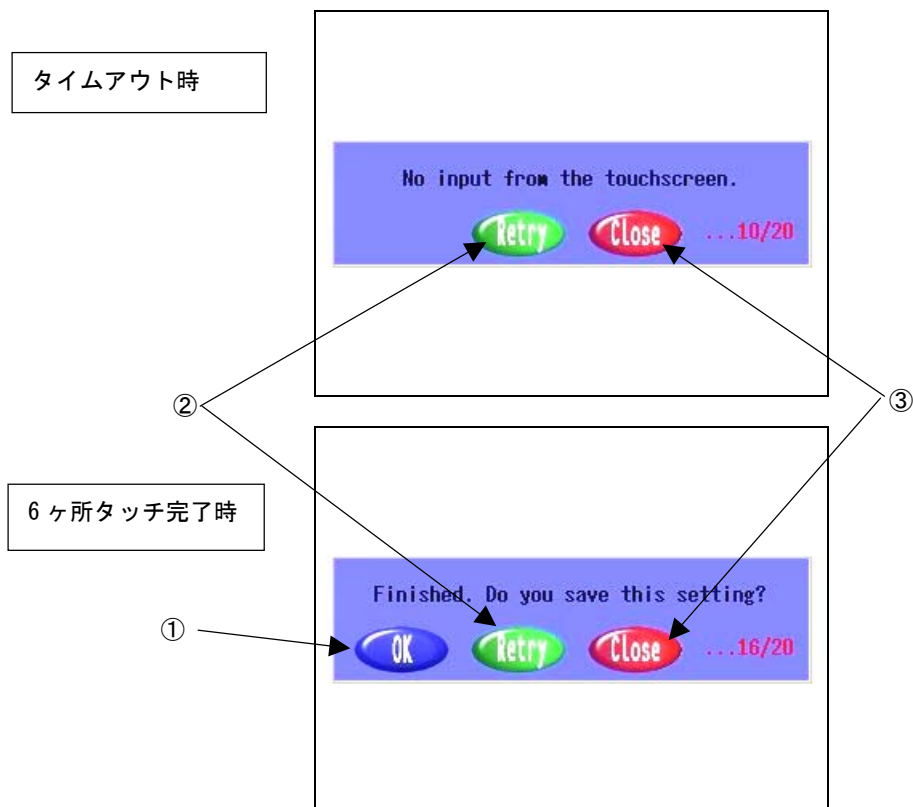 タイムアウト時
No input from the touchscreen.
Retry Close ...10/20
② ③
6ヶ所タッチ完了時
Finished. Do you save this setting?
① OK Retry Close ...16/20